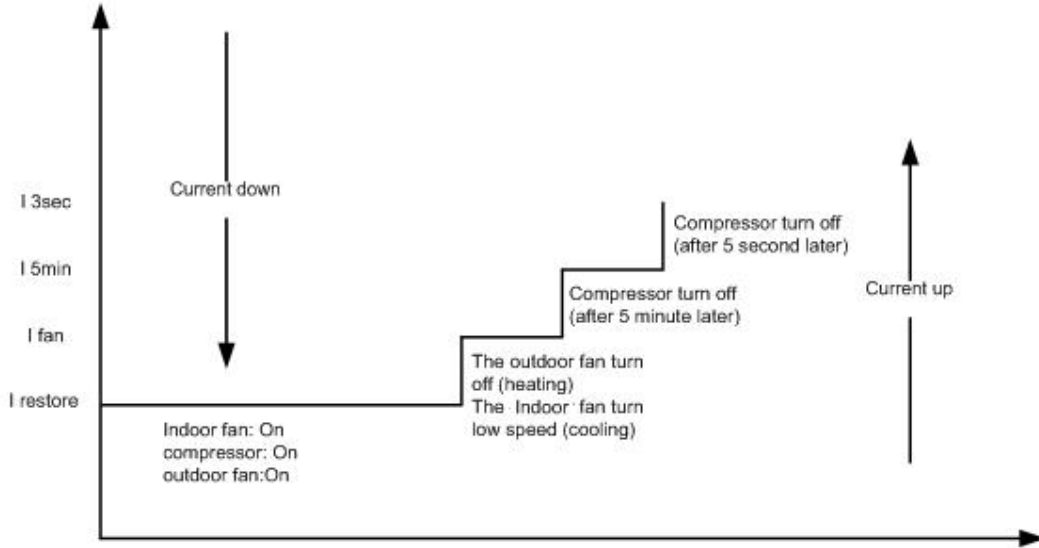 I 3sec
I 5min
I fan
I restore
Current down
Indoor fan: On
compressor: On
outdoor fan:On
The outdoor fan turn
off (heating)
The Indoor fan turn
low speed (cooling)
Compressor turn off
(after 5 minute later)
Compressor turn off
(after 5 second later)
Current up